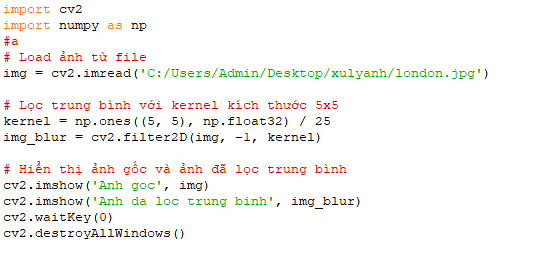 import cv2
import numpy as np
#a
# Load ảnh từ file
img = cv2.imread('C:/Users/Admin/Desktop/xulyanh/london.jpg')
# Lọc trung bình với kernel kích thước 5x5
kernel = np.ones((5, 5), np.float32) / 25
img_blur = cv2.filter2D(img, -1, kernel)
# Hiển thị ảnh gốc và ảnh đã lọc trung bình
cv2.imshow('Anh goc', img)
cv2.imshow('Anh da loc trung binh', img_blur)
cv2.waitKey(0)
cv2.destroyAllWindows()